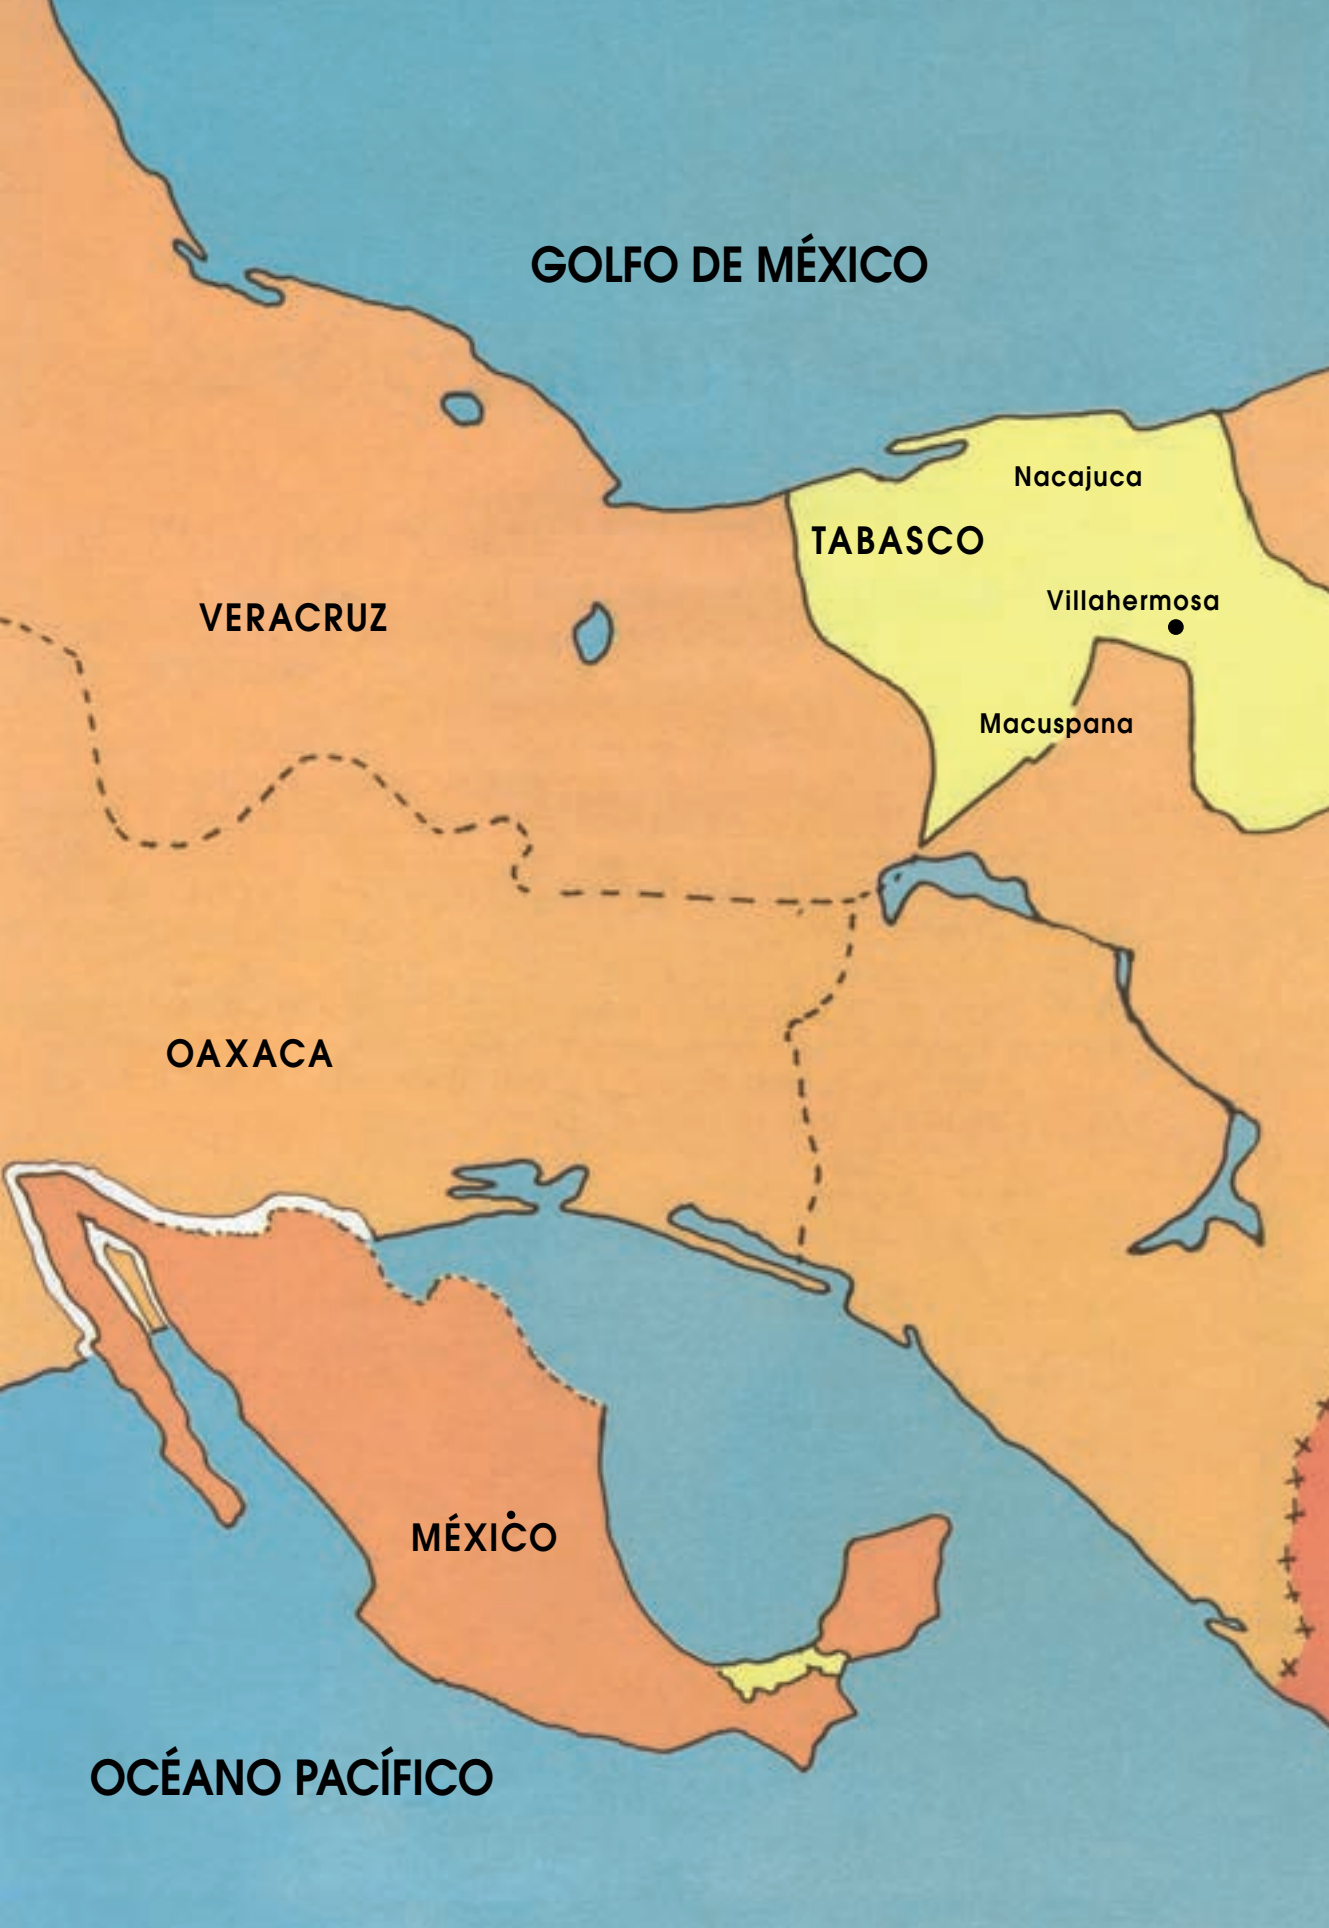 GOLFO DE MÉXICO
Nacajuca
TABASCO
Villahermosa
VERACRUZ
Macuspana
OAXACA
MÉXICO
OCÉANO PACÍFICO